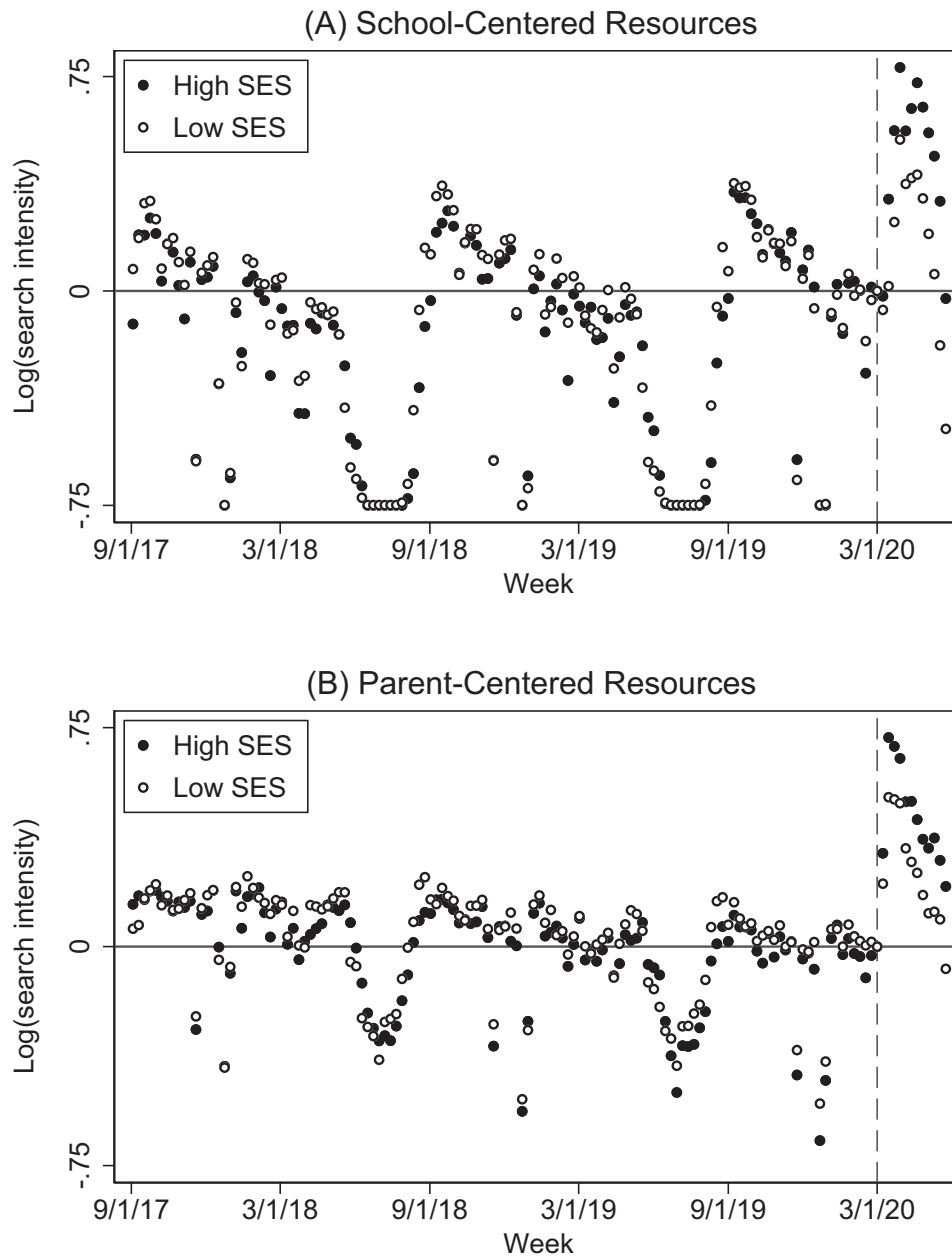 (A) School-Centered Resources
High SES
Low SES
Log(search intensity)
.75
0
-.75
9/1/17 3/1/18 9/1/18 3/1/19 9/1/19 3/1/20
Week
(B) Parent-Centered Resources
High SES
Low SES
Log(search intensity)
.75
0
-.75
9/1/17 3/1/18 9/1/18 3/1/19 9/1/19 3/1/20
Week